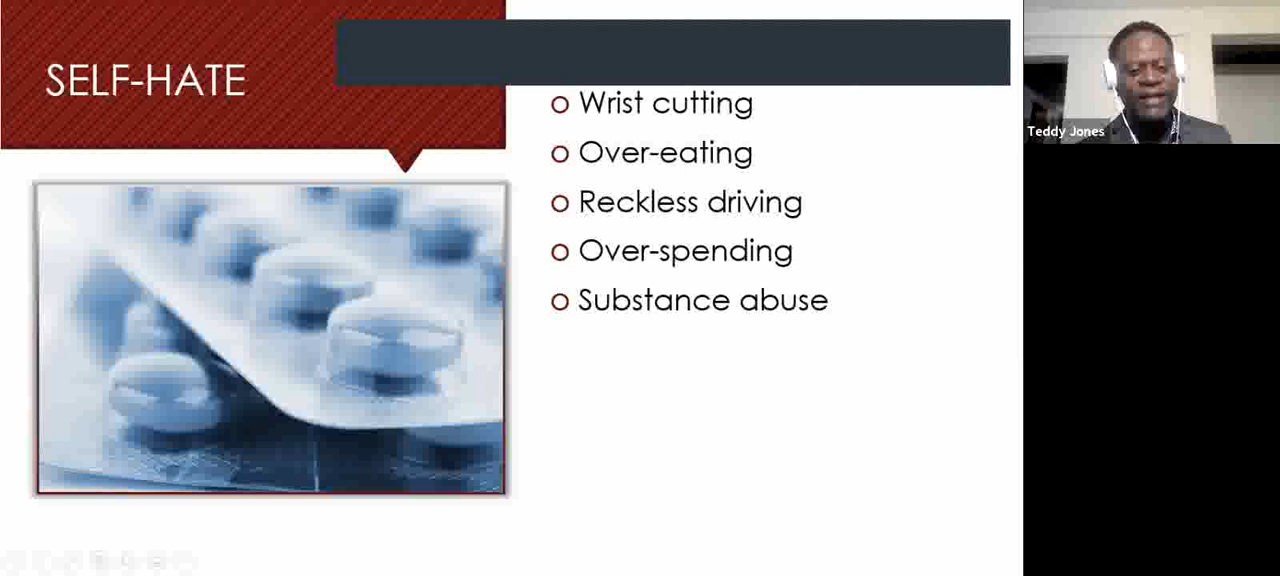 SELF-HATE
Wrist cutting
Over-eating
Reckless driving
Over-spending
Substance abuse
Teddy Jones